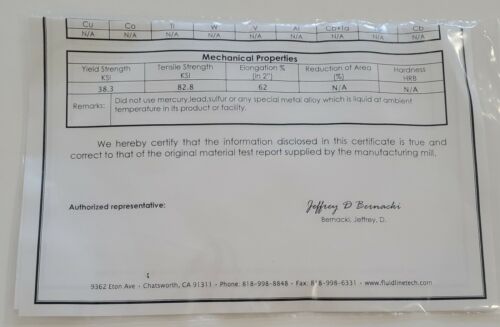 Cu Co Ti W V Al Cb+Ta Cb
N/A N/A N/A N/A N/A N/A N/A N/A
Mechanical Properties
Yield Strength KSI Tensile Strength KSI Elongation % (in 2") Reduction of Area (%) Hardness HRB
38.3 82.8 62 N/A N/A
Remarks: Did not use mercury,lead,sulfur or any special metal alloy which is liquid at ambient
temperature in its product or facility.
We hereby certify that the information disclosed in this certificate is true and
correct to that of the original material test report supplied by the manufacturing mill.
Authorized representative: Jeffrey D Bernacki
Bernacki, Jeffrey, D.
9362 Eton Ave - Chatsworth, CA 91311 - Phone: 818-998-8848 - Fax: 818-998-6331 - www.fluidlinetech.com